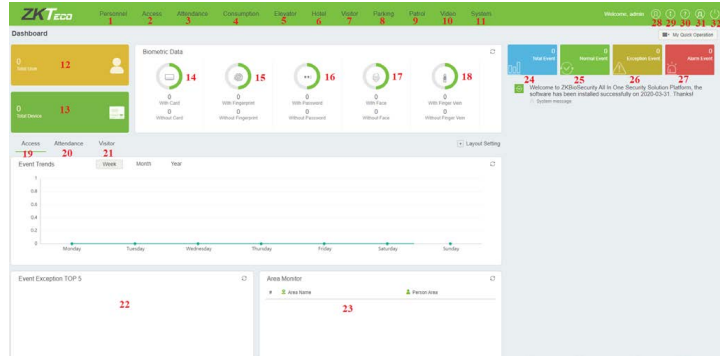 ZKTECO
Personnel Access Attendance Consumption Elevator Hotel Visitor Parking Patrol Video System
1 2 3 4 5 6 7 8 9 10 11
Welcome, admin
28 29 30 31 32
Dashboard
My Quick Operation
0
Total User
12
0
Total Device
13
Biometric Data
14 15 16 17 18
0 0 0 0 0
With Card With Fingerprint With Password With Face With Finger Vein
0 0 0 0 0
Without Card Without Fingerprint Without Password Without Face Without Finger Vein
0 0 0 0
Total Event Normal Event Exception Event Alarm Event
24 25 26 27
Welcome to ZKBioSecurity All In One Security Solution Platform, the
software has been installed successfully on 2020-03-31. Thanks!
System message
Access Attendance Visitor
19 20 21
Layout Setting
Event Trends
Week Month Year
1
0.8
0.6
0.4
0.2
0
Monday Tuesday Wednesday Thursday Friday Saturday Sunday
Event Exception TOP 5
22
Area Monitor
# Area Name Person Area
23